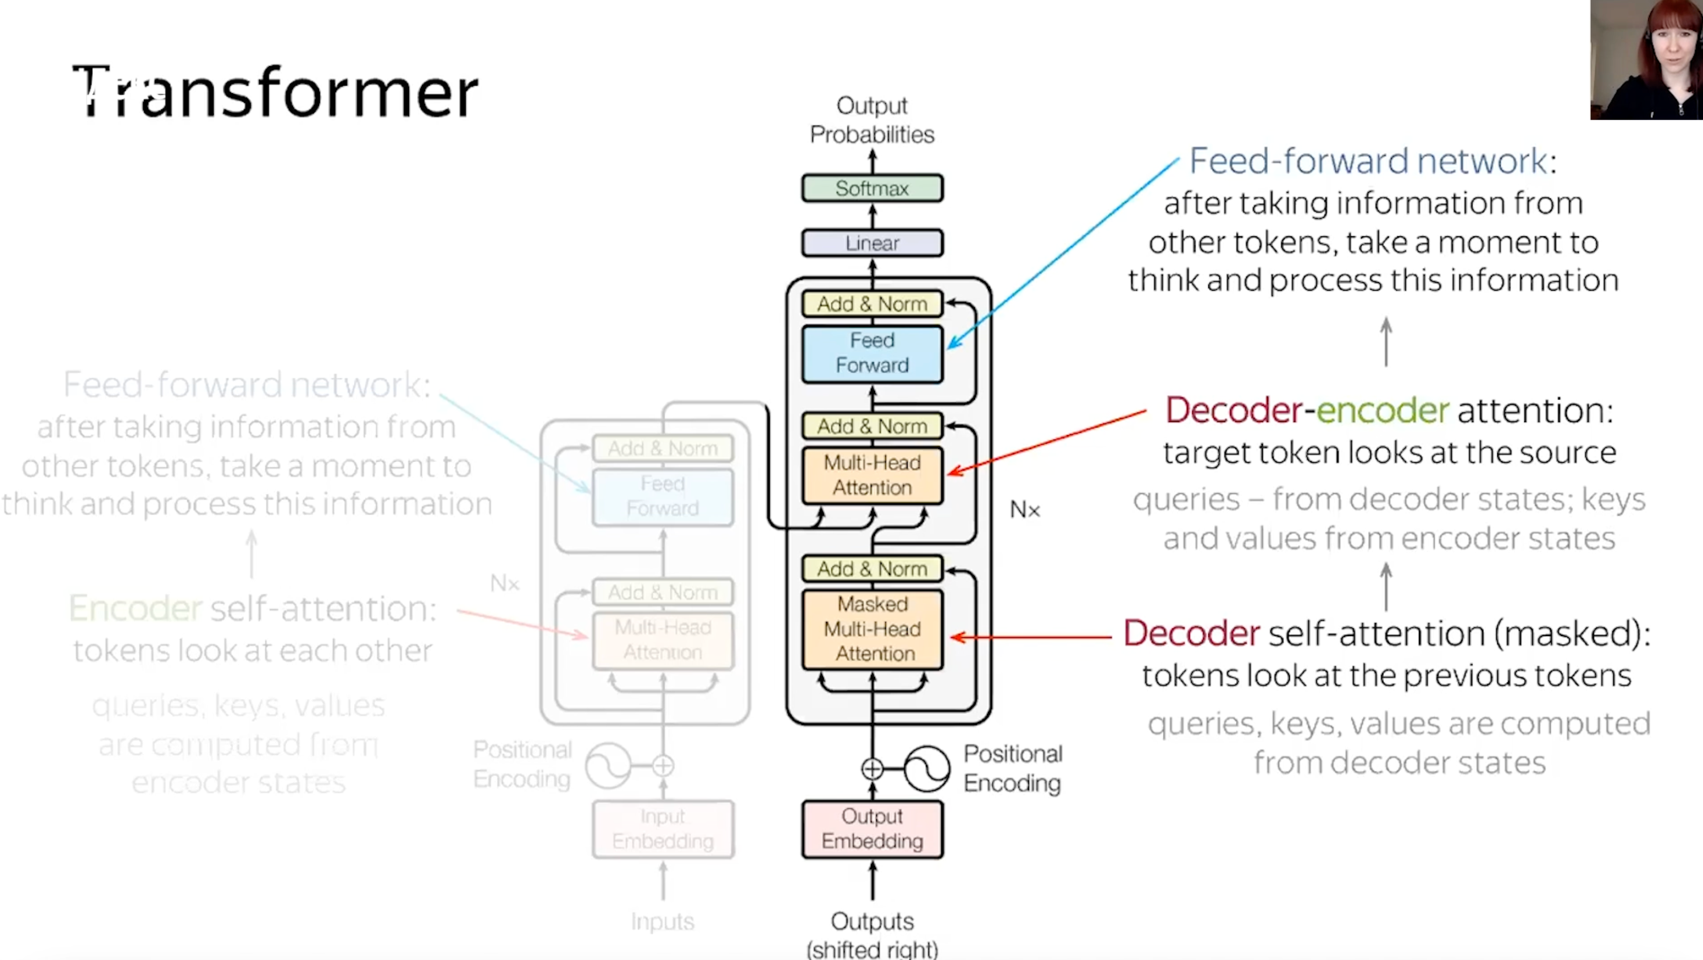 Transformer
Output
Probabilities
Softmax
Linear
Add & Norm
Feed
Forward
Add & Norm
Multi-Head
Attention
Nx
Add & Norm
Masked
Multi-Head
Attention
Positional
Encoding
Output
Embedding
Outputs
(shifted right)
Feed-forward network:
after taking information from
other tokens, take a moment to
think and process this information
Decoder-encoder attention:
target token looks at the source
queries – from decoder states; keys
and values from encoder states
Decoder self-attention (masked):
tokens look at the previous tokens
queries, keys, values are computed
from decoder states
Feed-forward network:
after taking information from
other tokens, take a moment to
think and process this information
Encoder self-attention:
tokens look at each other
queries, keys, values
are computed from
encoder states
Add & Norm
Feed
Forward
Nx
Add & Norm
Multi-Head
Attention
Positional
Encoding
Input
Embedding
Inputs